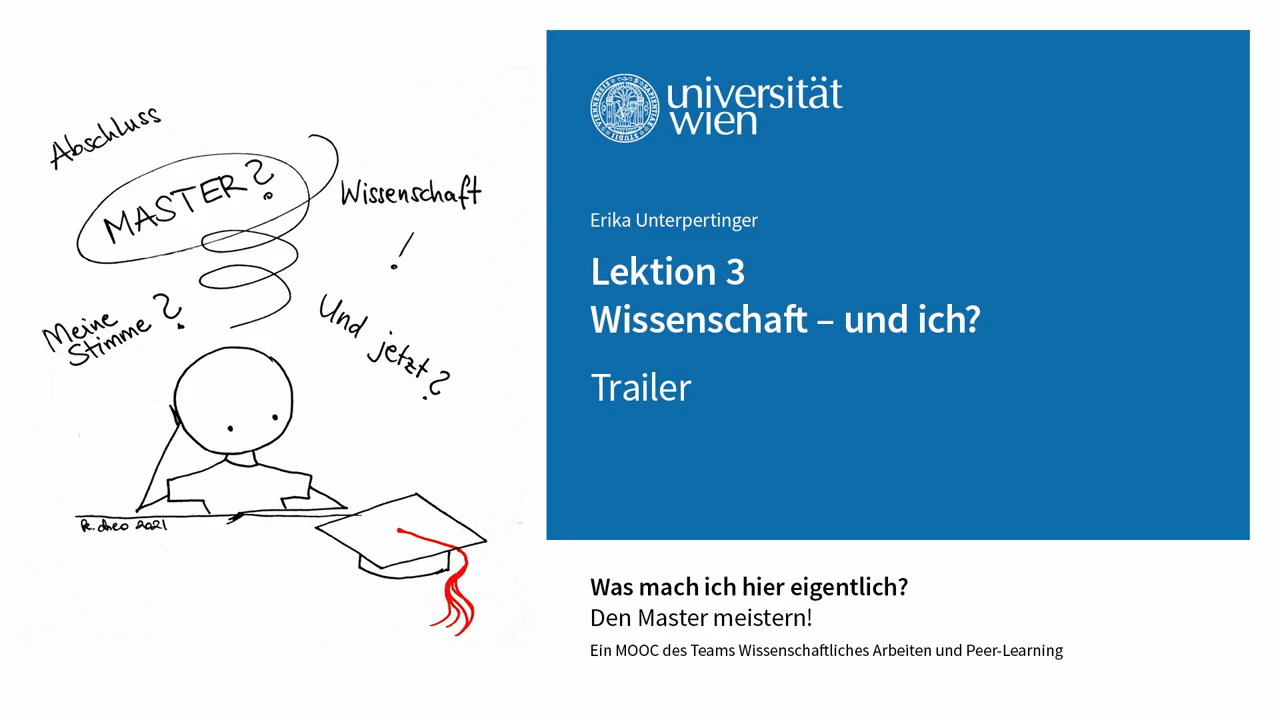 Abschluss
MASTER?
Wissenschaft
!
Meine
Stimme?
Und jetzt?
universität
wien
Erika Unterpertinger
Lektion 3
Wissenschaft – und ich?
Trailer
Was mach ich hier eigentlich?
Den Master meistern!
Ein MOOC des Teams Wissenschaftliches Arbeiten und Peer-Learning